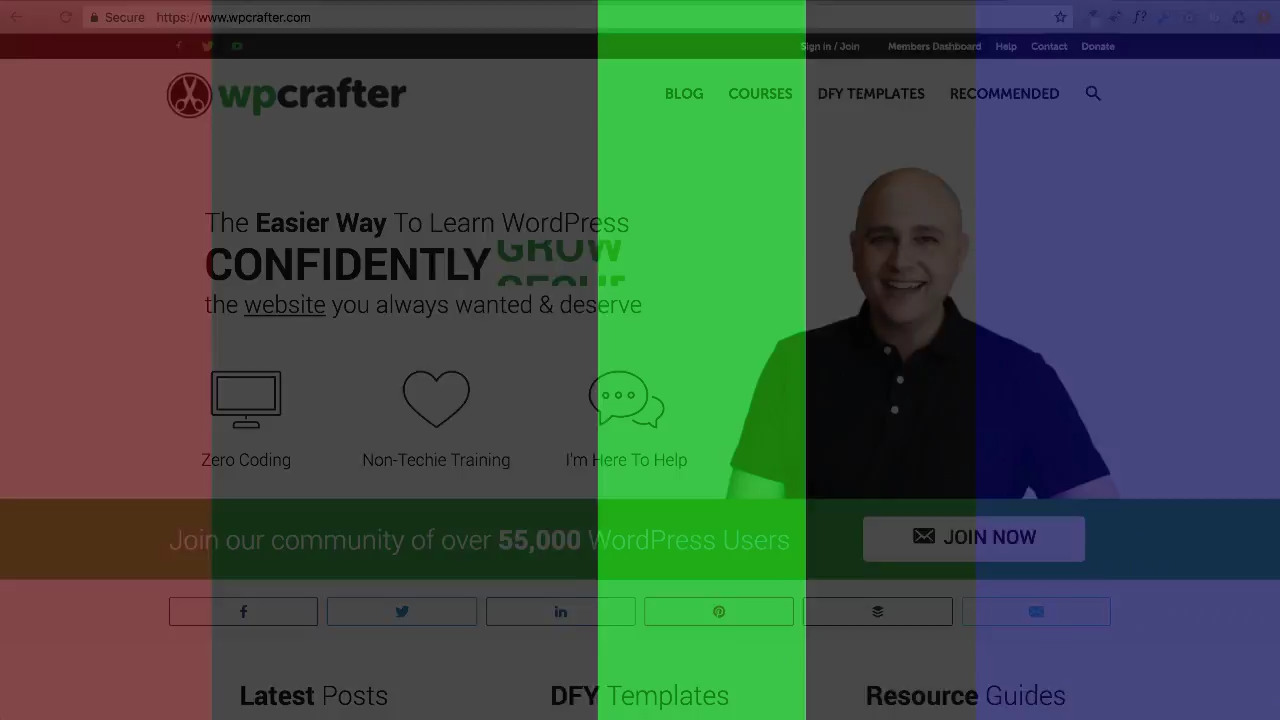 Secure https://www.wpcrafter.com
Sign in / Join Members Dashboard Help Contact Donate
wpcrafter
BLOG COURSES DFY TEMPLATES RECOMMENDED
The Easier Way To Learn WordPress
CONFIDENTLY GROW
the website you always wanted & deserve
Zero Coding Non-Techie Training I'm Here To Help
Join our community of over 55,000 WordPress Users JOIN NOW
Latest Posts DFY Templates Resource Guides